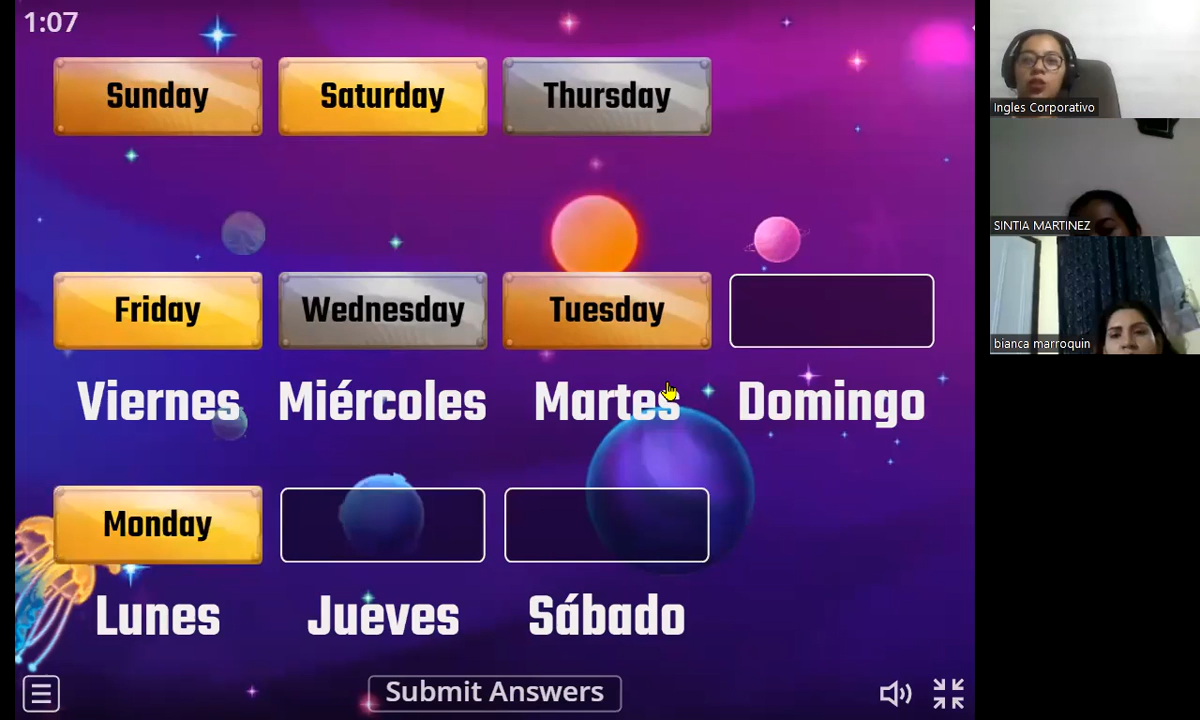 1:07
Sunday Saturday Thursday
Ingles Corporativo
SINTIA MARTINEZ
bianca marroquin
Friday Wednesday Tuesday
Viernes Miércoles Martes Domingo
Monday
Lunes Jueves Sábado
Submit Answers